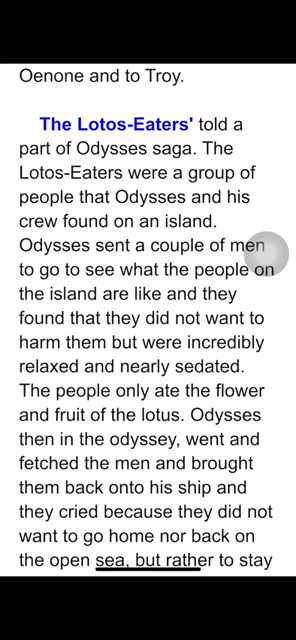 Oenone and to Troy.
The Lotos-Eaters' told a
part of Odysses saga. The
Lotos-Eaters were a group of
people that Odysses and his
crew found on an island.
Odysses sent a couple of men
to go to see what the people on
the island are like and they
found that they did not want to
harm them but were incredibly
relaxed and nearly sedated.
The people only ate the flower
and fruit of the lotus. Odysses
then in the odyssey, went and
fetched the men and brought
them back onto his ship and
they cried because they did not
want to go home nor back on
the open sea, but rather to stay